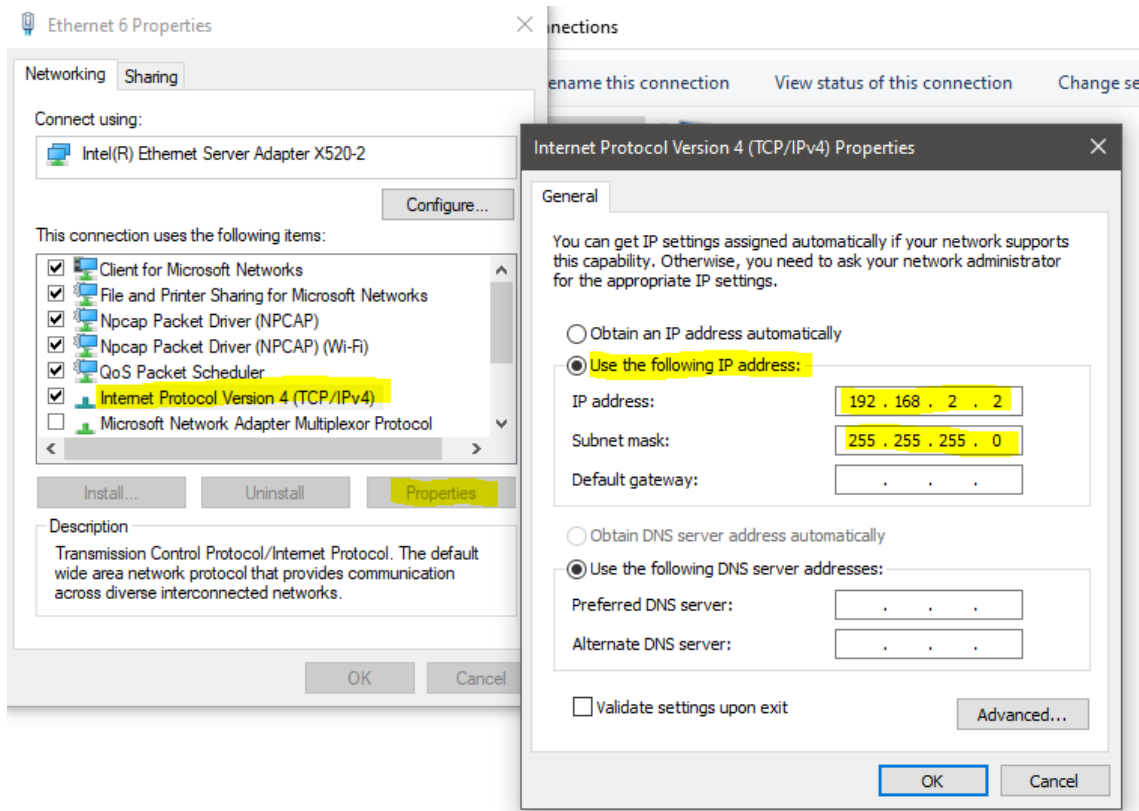 Ethernet 6 Properties
Networking
Sharing
Connect using:
Intel(R) Ethernet Server Adapter X520-2
Configure...
This connection uses the following items:
Client for Microsoft Networks
File and Printer Sharing for Microsoft Networks
Npcap Packet Driver (NPCAP)
Npcap Packet Driver (NPCAP) (Wi-Fi)
QoS Packet Scheduler
Internet Protocol Version 4 (TCP/IPv4)
Microsoft Network Adapter Multiplexor Protocol
Install...
Uninstall
Properties
Description
Transmission Control Protocol/Internet Protocol. The default
wide area network protocol that provides communication
across diverse interconnected networks.
OK
Cancel
nnections
ename this connection
View status of this connection
Change se
Internet Protocol Version 4 (TCP/IPv4) Properties
General
You can get IP settings assigned automatically if your network supports
this capability. Otherwise, you need to ask your network administrator
for the appropriate IP settings.
Obtain an IP address automatically
Use the following IP address:
IP address: 192 . 168 . 2 . 2
Subnet mask: 255 . 255 . 255 . 0
Default gateway: . . .
Obtain DNS server address automatically
Use the following DNS server addresses:
Preferred DNS server: . . .
Alternate DNS server: . . .
Validate settings upon exit
Advanced...
OK
Cancel